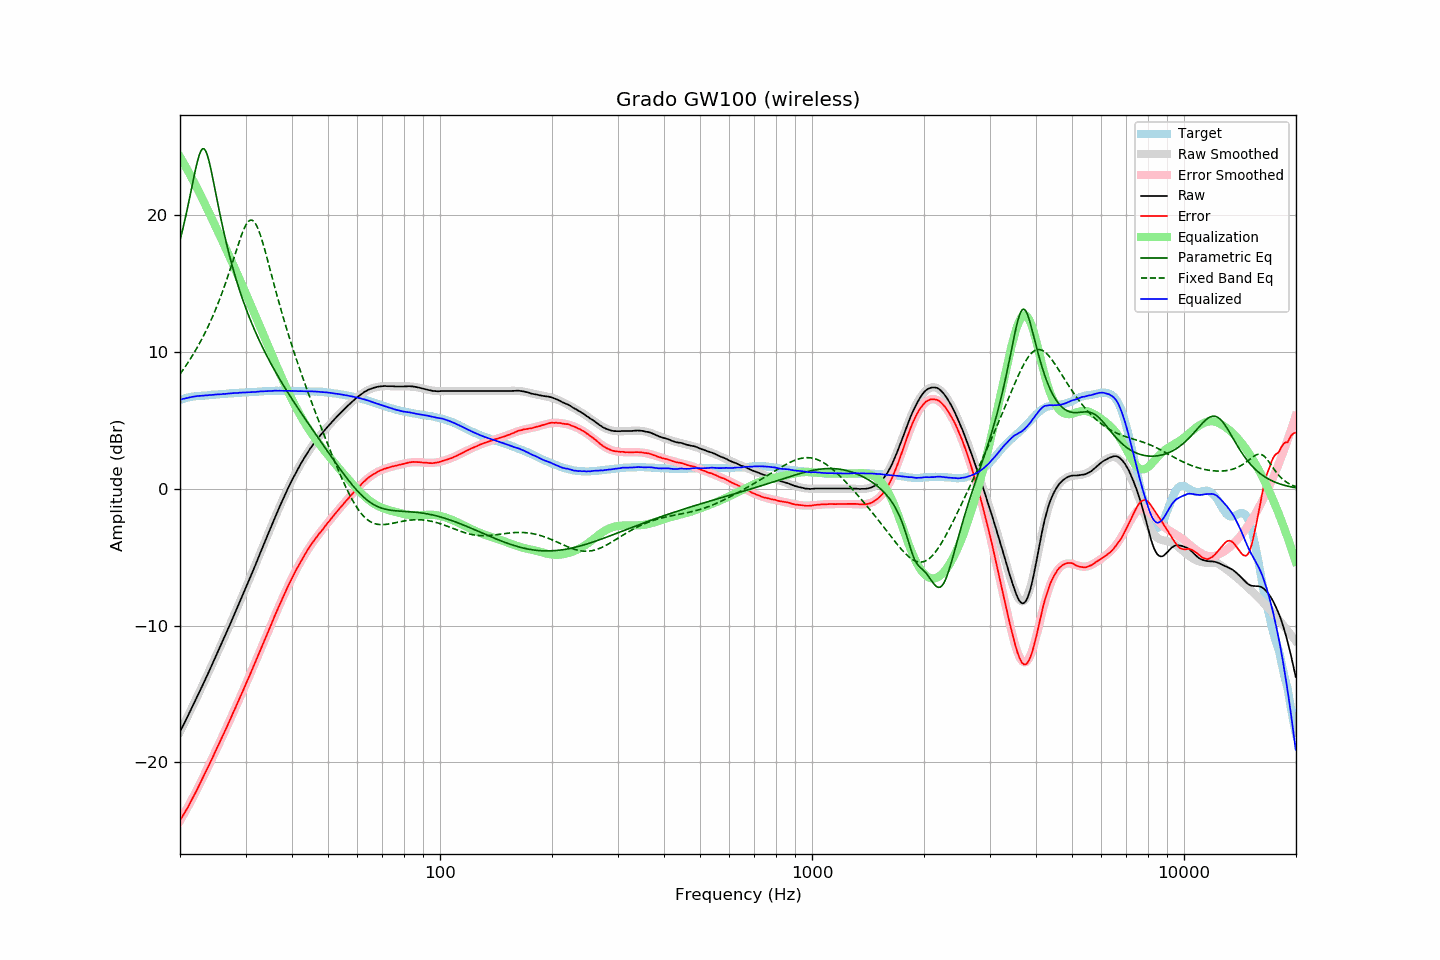 Grado GW100 (wireless)
Target
Raw Smoothed
Error Smoothed
Raw
Error
Equalization
Parametric Eq
Fixed Band Eq
Equalized
Amplitude (dBr)
20
10
0
−10
−20
100 1000 10000
Frequency (Hz)